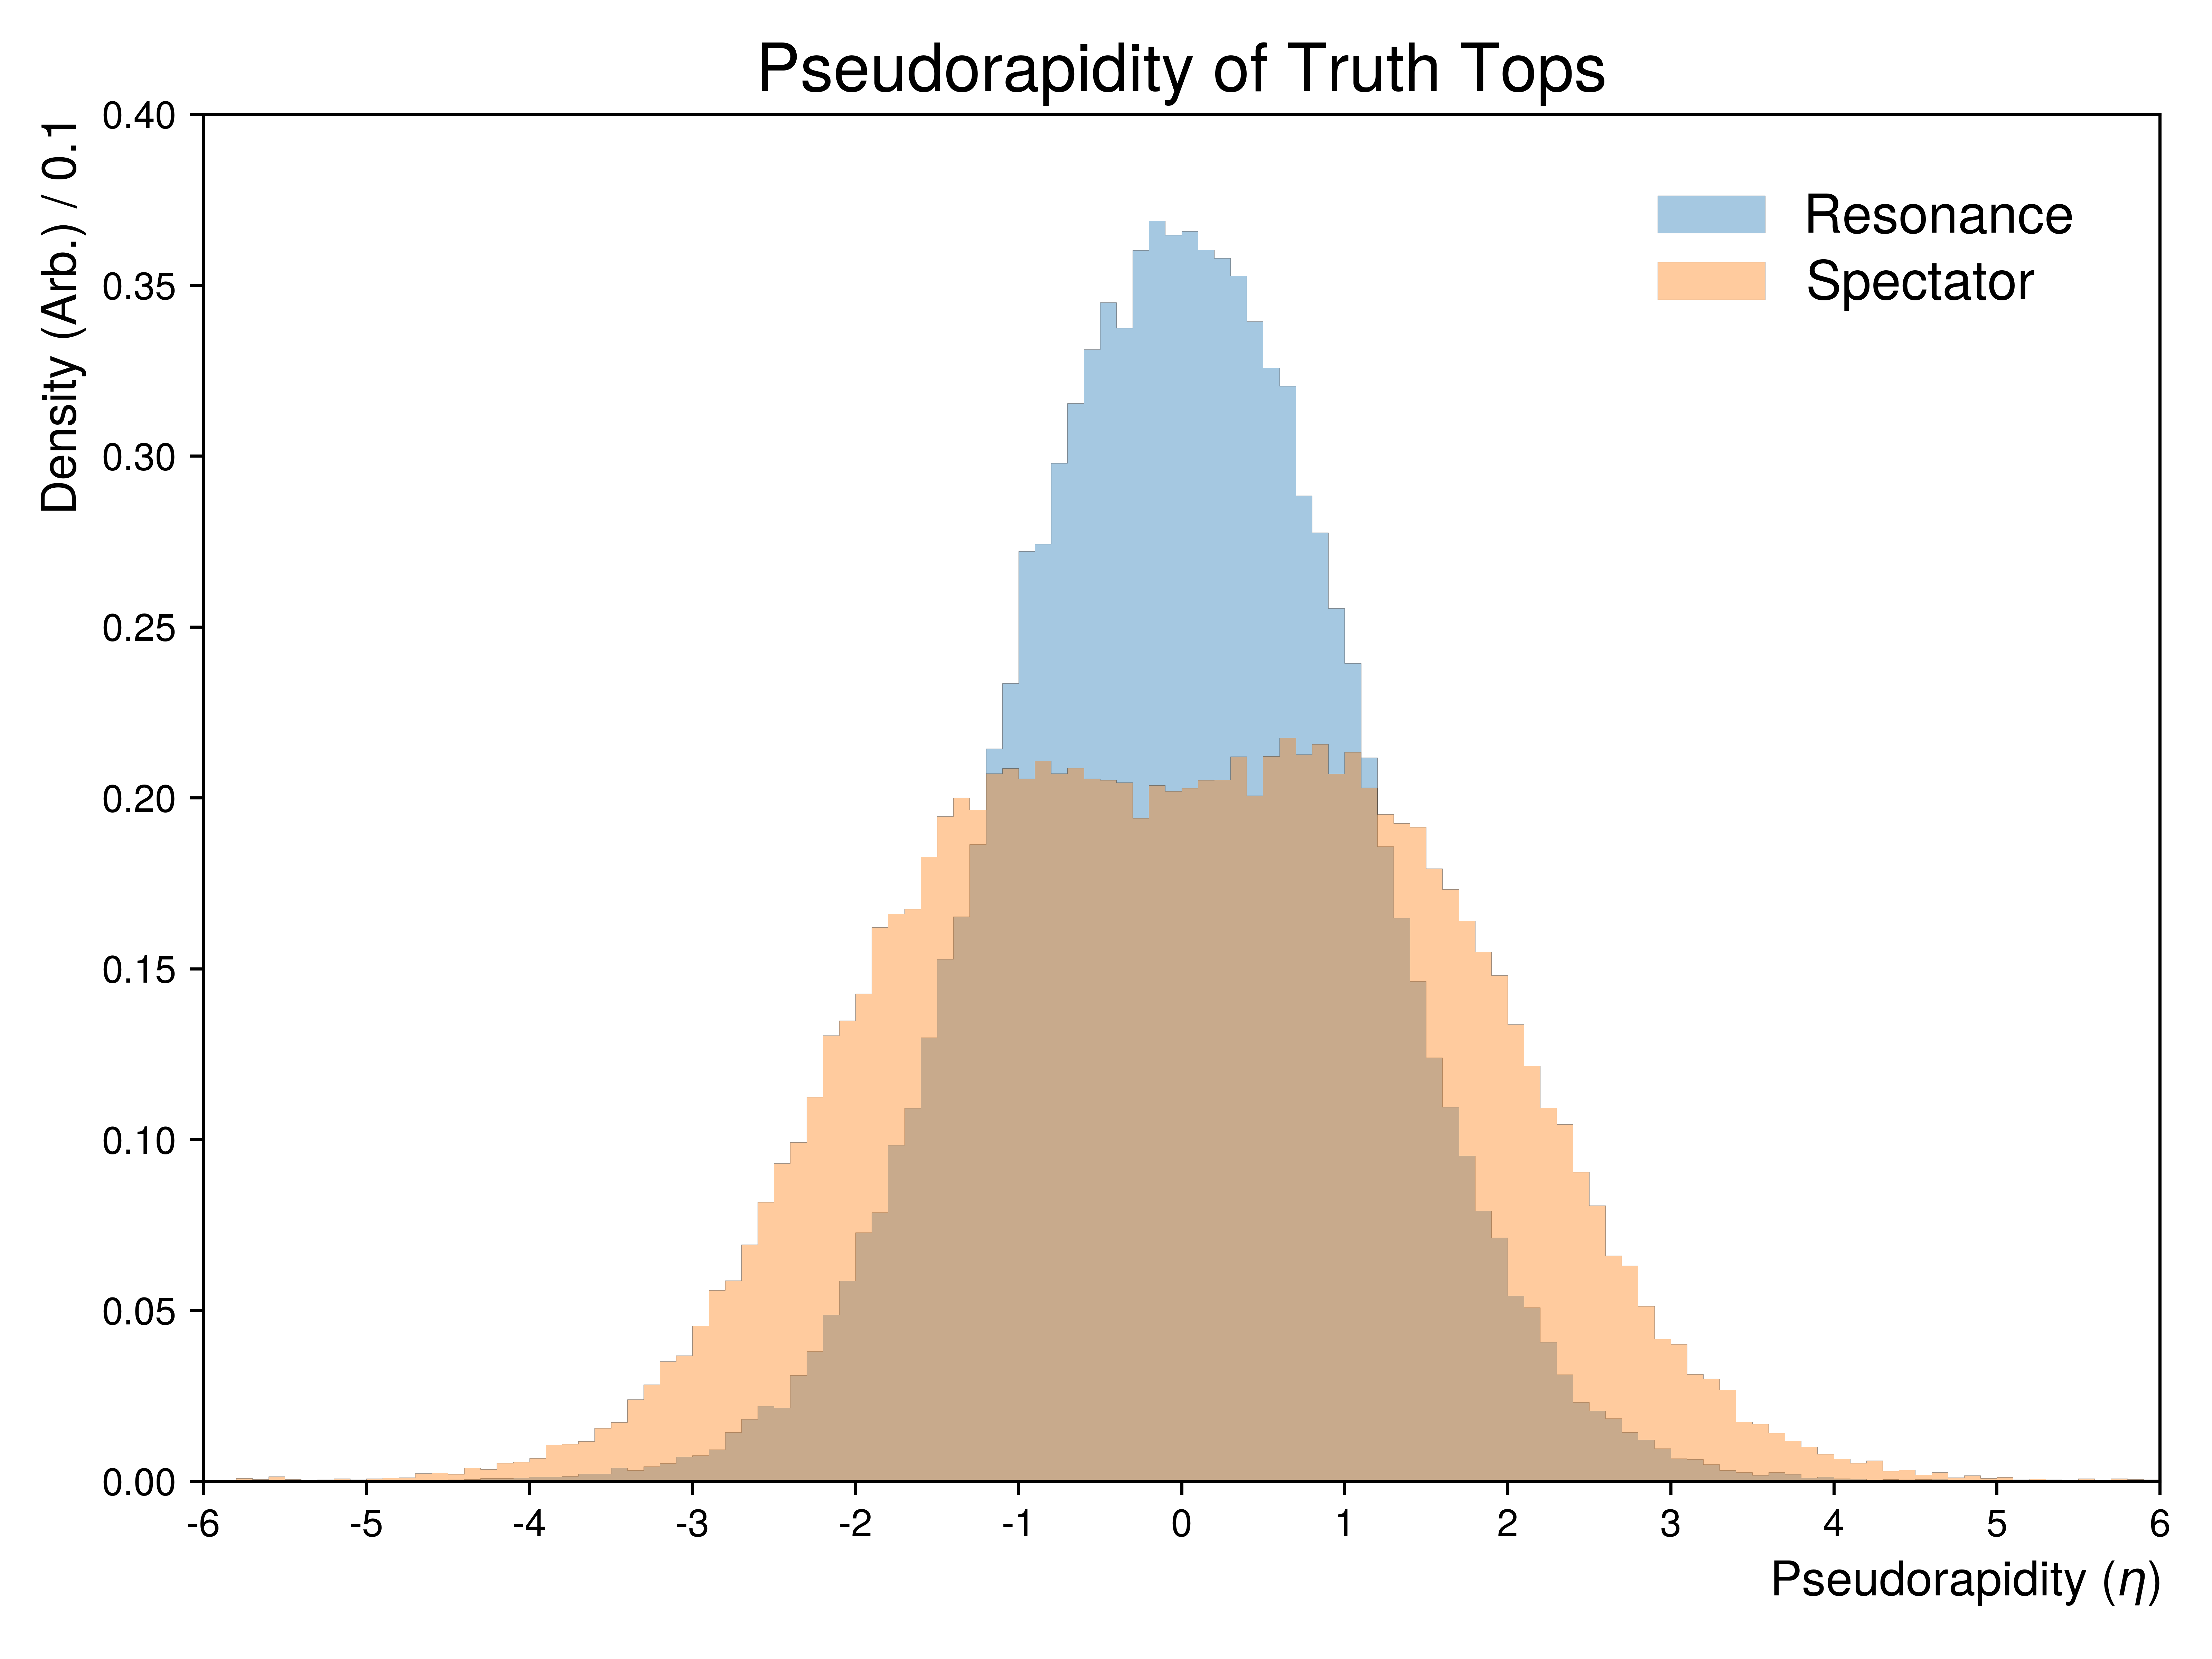 Pseudorapidity of Truth Tops
Density (Arb.) / 0.1
0.40
0.35
0.30
0.25
0.20
0.15
0.10
0.05
0.00
Resonance
Spectator
-6 -5 -4 -3 -2 -1 0 1 2 3 4 5 6
Pseudorapidity (η)